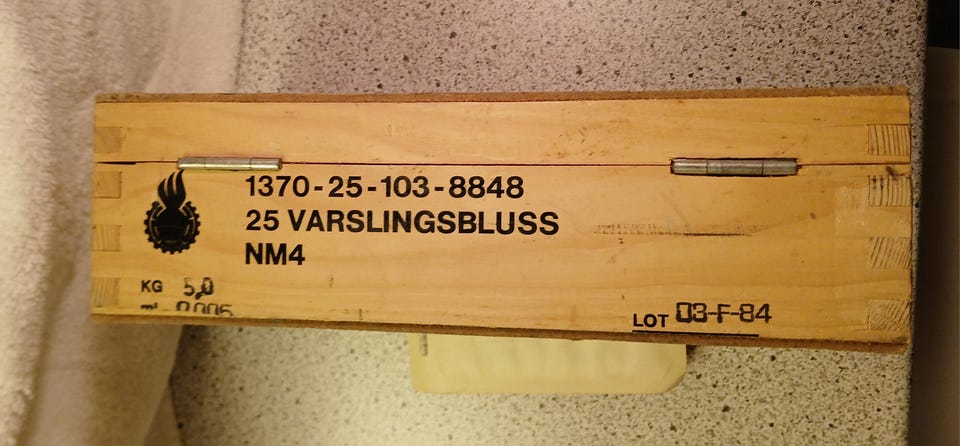 1370-25-103-8848
25 VARSLINGSBLUSS
NM4
KG 5,0
LOT 03-F-84